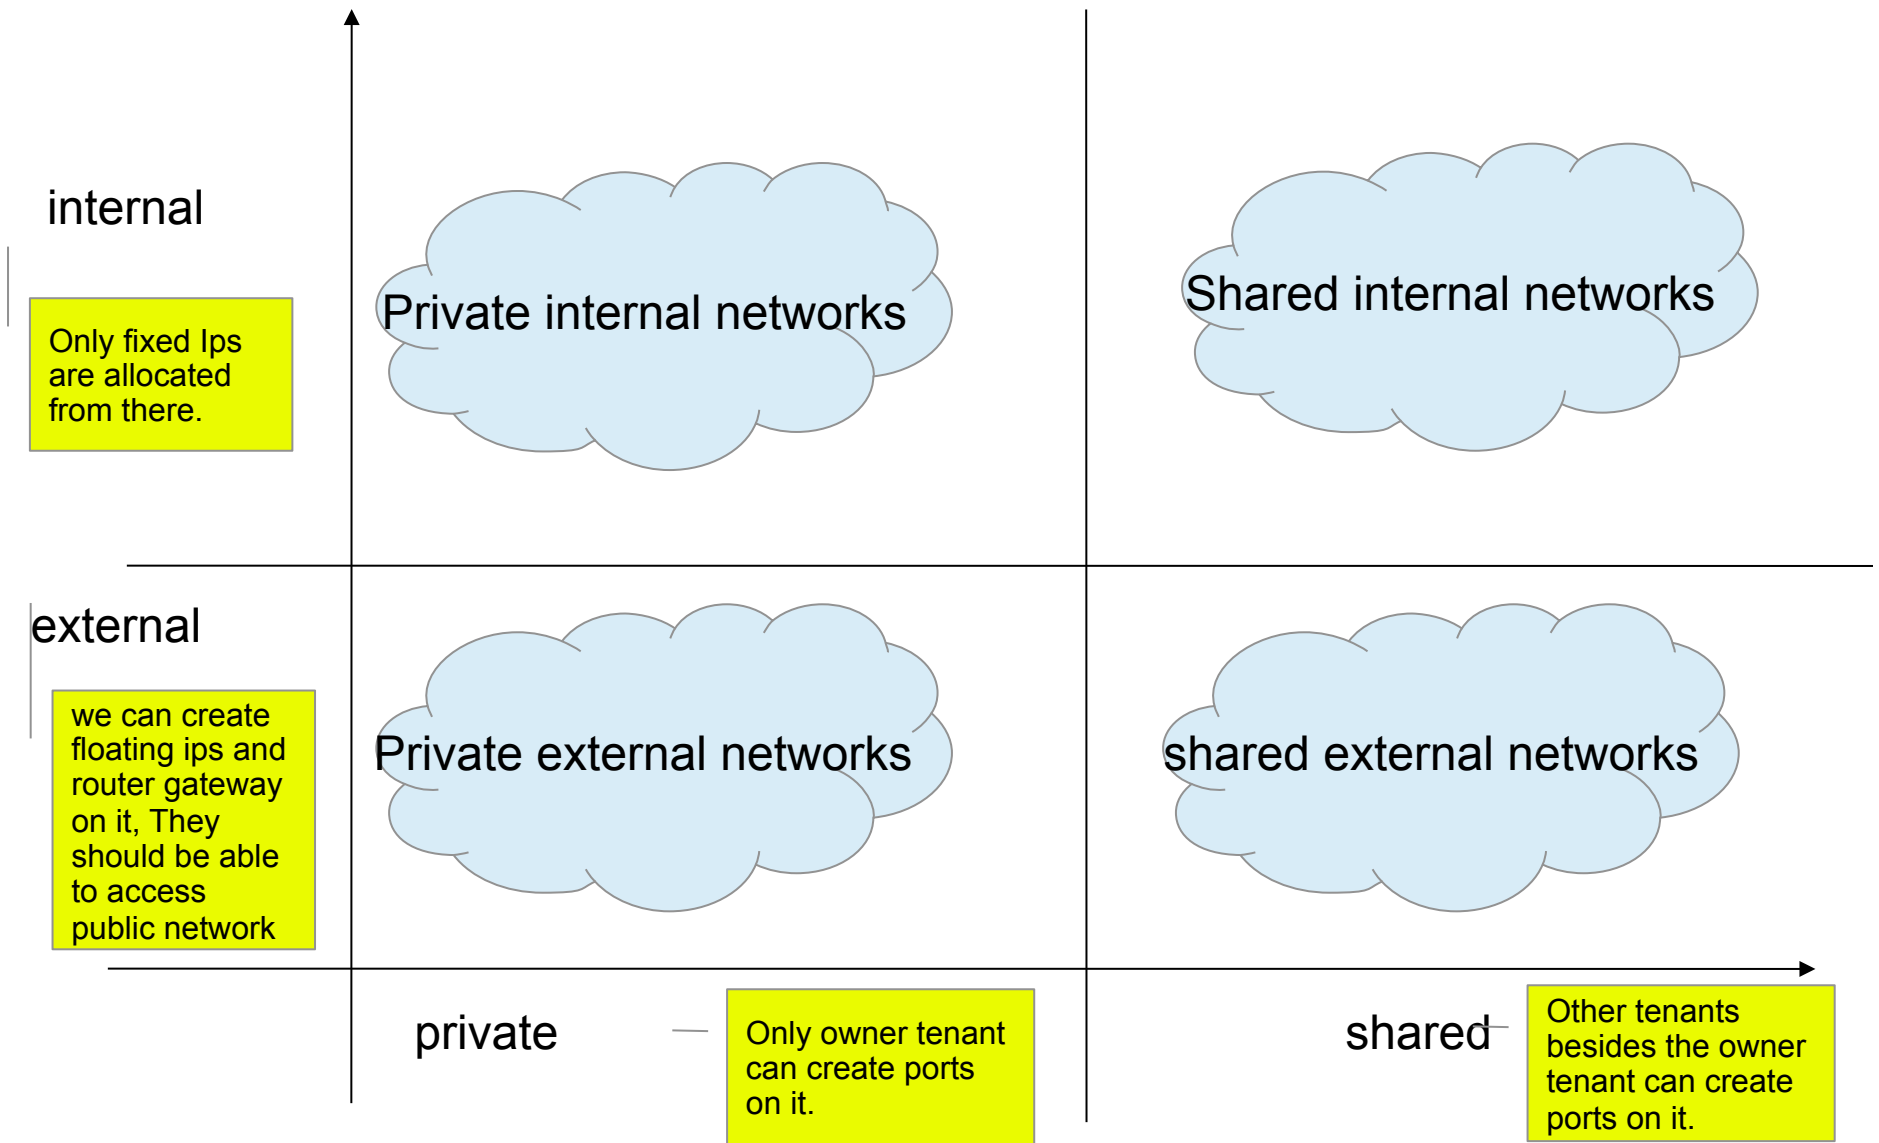 internal
Only fixed Ips
are allocated
from there.
Private internal networks
Shared internal networks
external
we can create
floating ips and
router gateway
on it, They
should be able
to access
public network
Private external networks
shared external networks
private
Only owner tenant
can create ports
on it.
shared
Other tenants
besides the owner
tenant can create
ports on it.